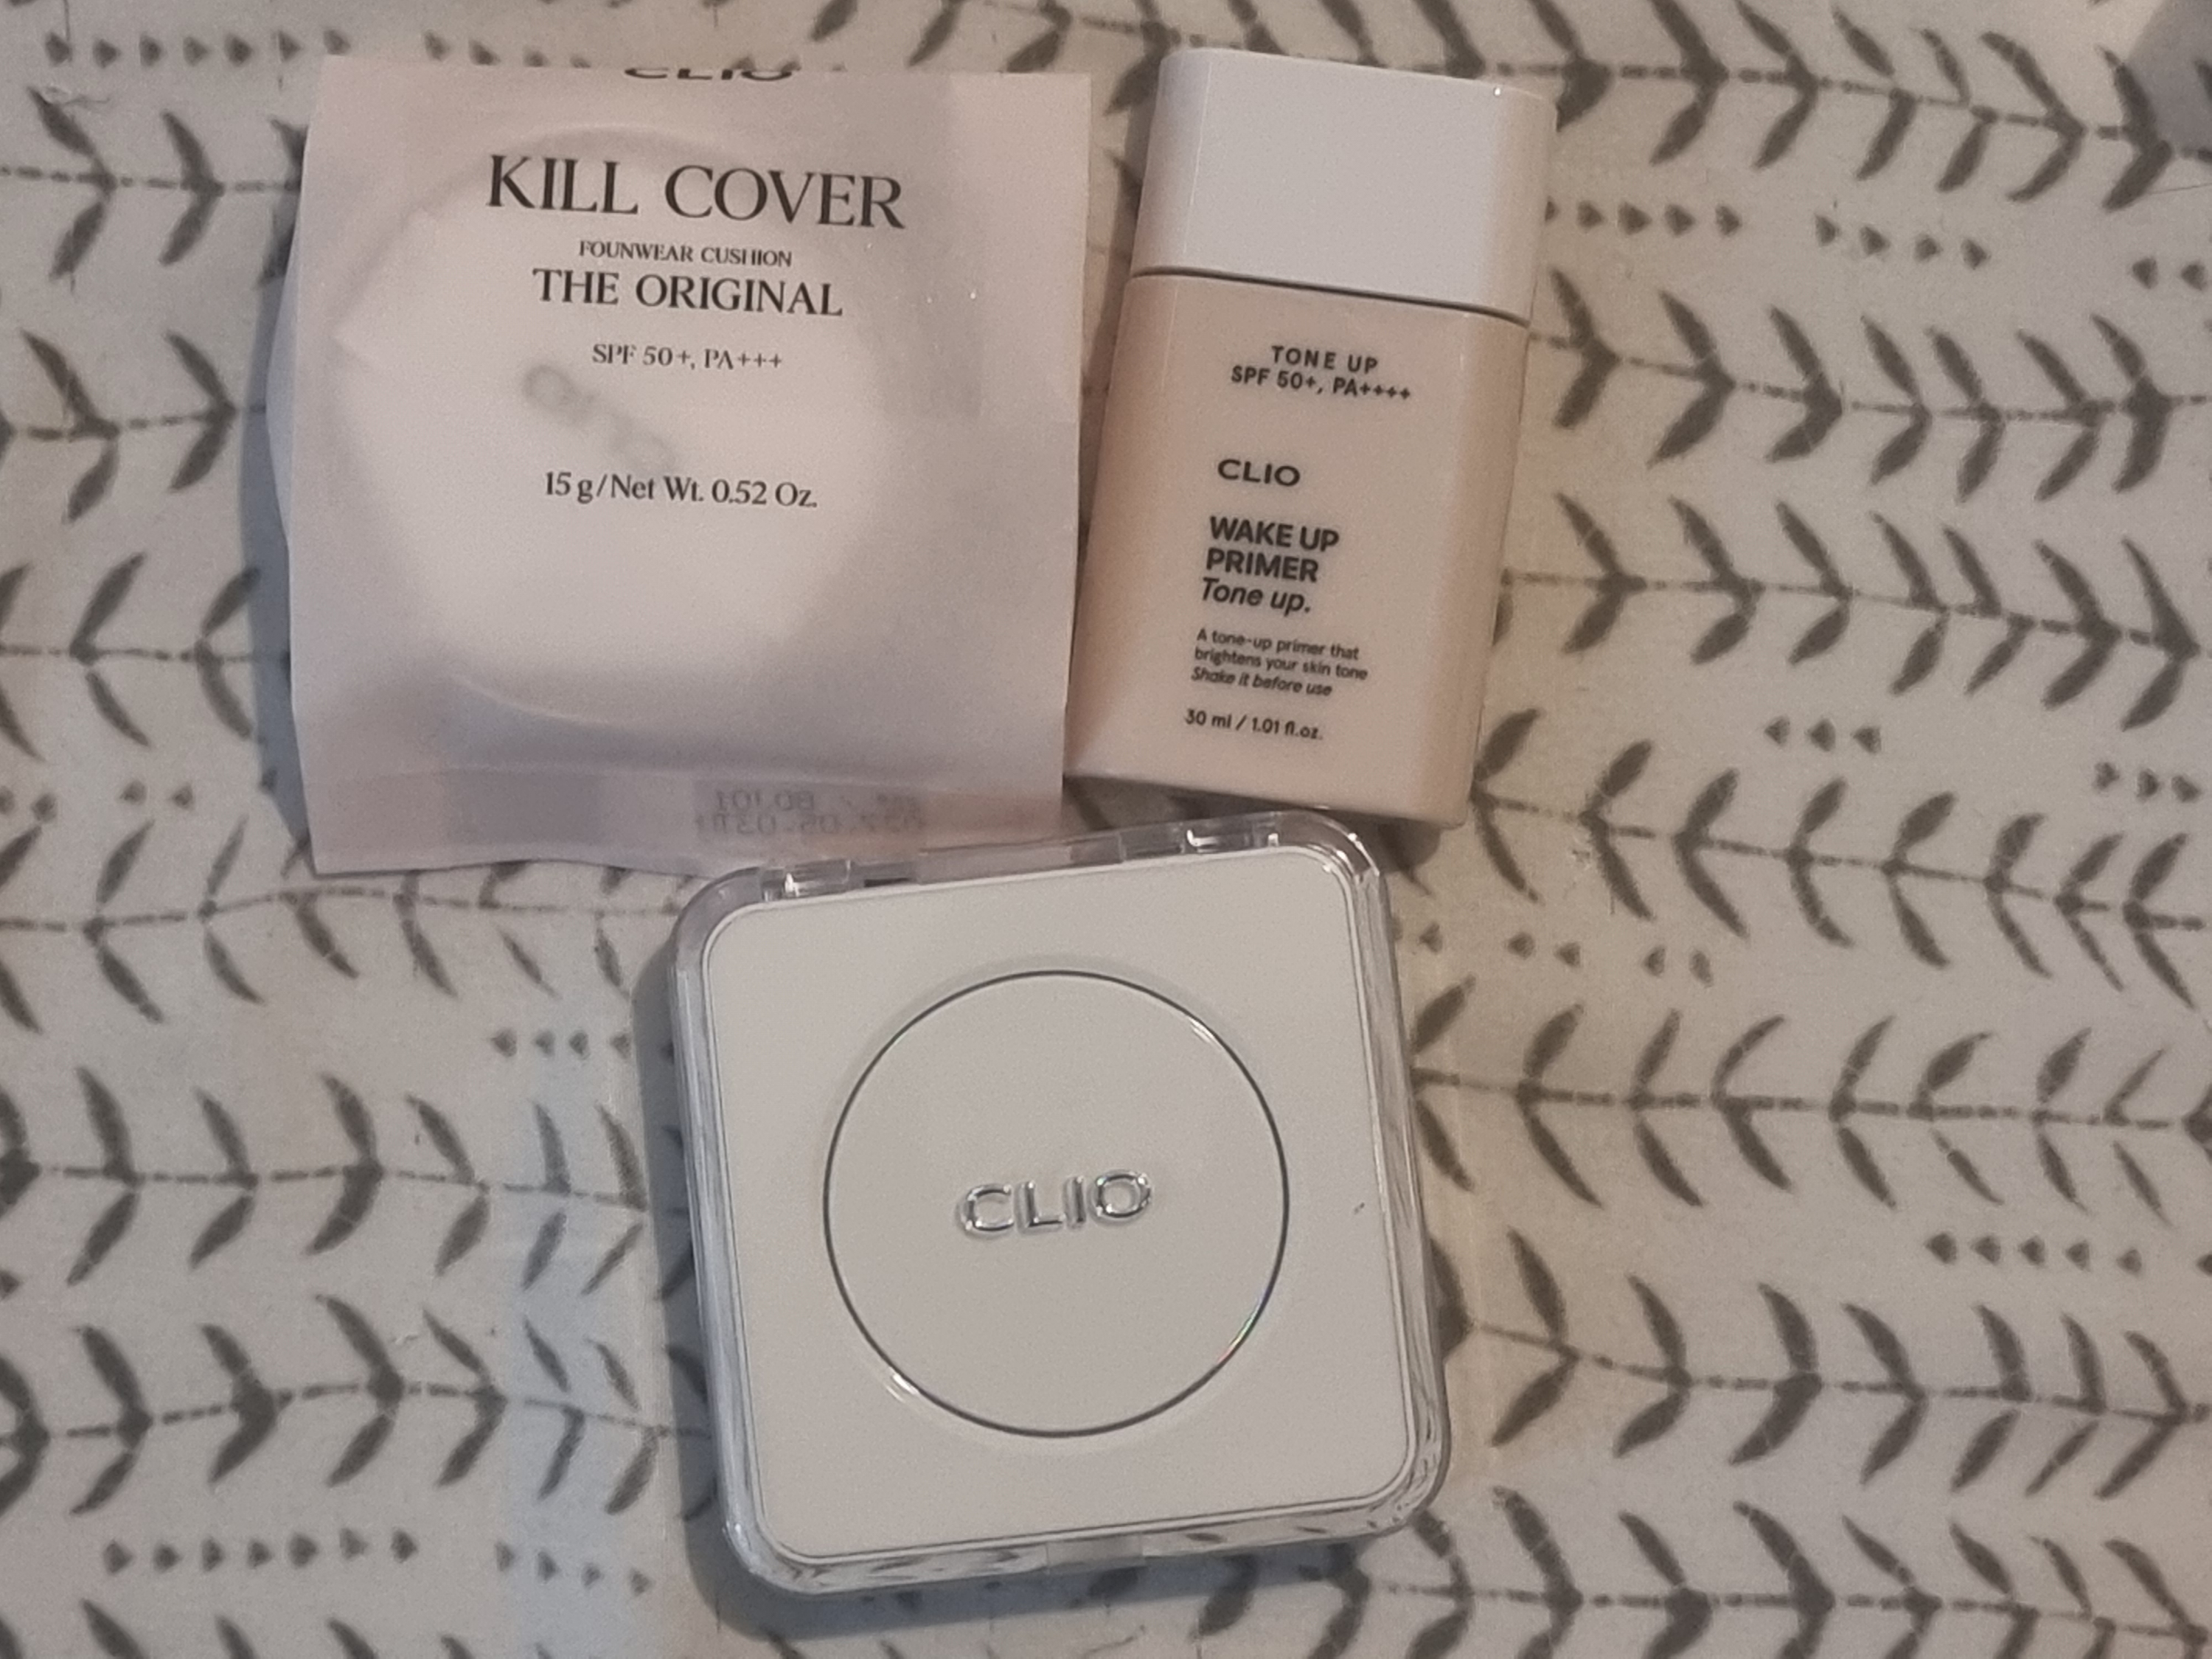 CLIO
KILL COVER
FOUNWEAR CUSHION
THE ORIGINAL
SPF 50+, PA+++
15 g/Net Wt. 0.52 Oz.
TONE UP
SPF 50+, PA++++
CLIO
WAKE UP
PRIMER
Tone up.
A tone-up primer that
brightens your skin tone
Shake it before use
30 ml / 1.01 fl.oz.
CLIO